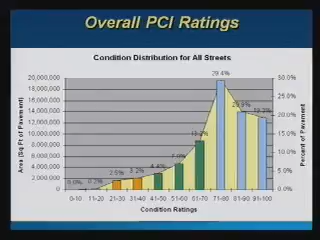 Overall PCI Ratings
Condition Distribution for All Streets
20,000,000
18,000,000
16,000,000
14,000,000
12,000,000
10,000,000
8,000,000
6,000,000
4,000,000
2,000,000
0
Area (Sq Ft of Pavement)
0.0% 0.2% 2.5% 3.2% 4.4% 7.0% 29.4%
30.0%
25.0%
20.0%
15.0%
10.0%
5.0%
0.0%
Percent of Pavement
0-10 11-20 21-30 31-40 41-50 51-60 61-70 71-80 81-90 91-100
Condition Ratings